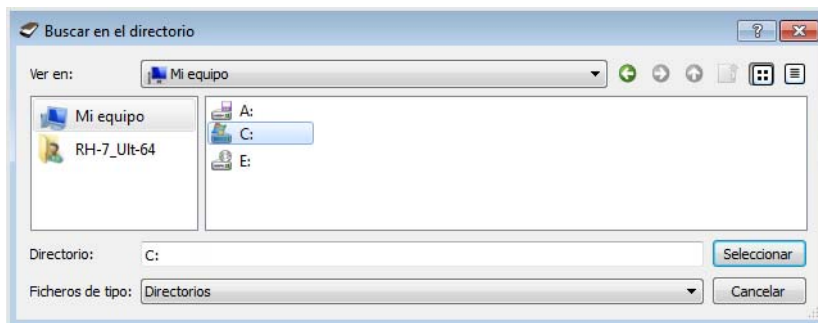 Buscar en el directorio
Ver en: Mi equipo
Mi equipo
RH-7_Ult-64
A:
C:
E:
Directorio: C: Seleccionar
Ficheros de tipo: Directorios Cancelar